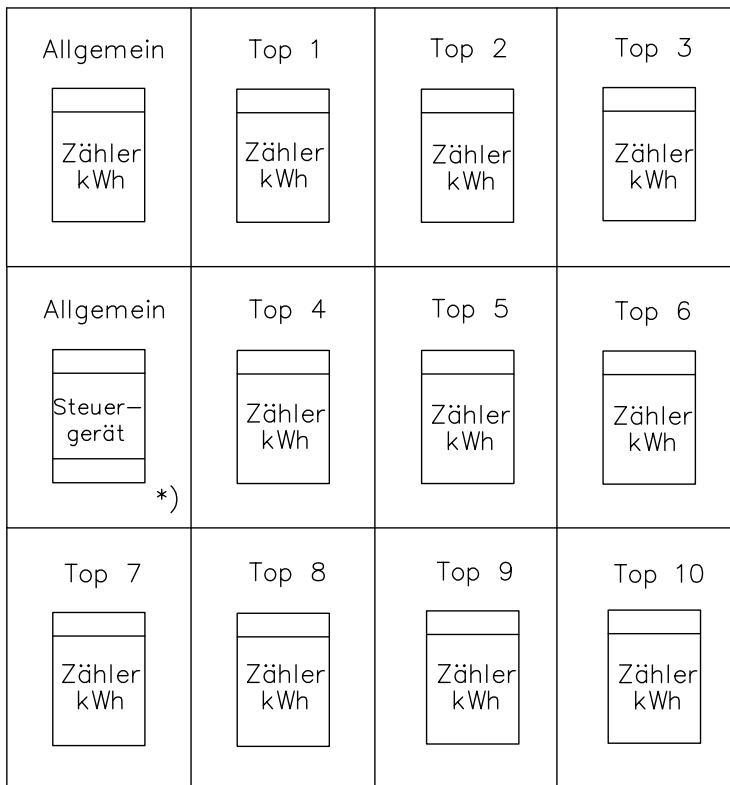 Allgemein
Top 1
Top 2
Top 3
Zähler
kWh
Zähler
kWh
Zähler
kWh
Zähler
kWh
Allgemein
Top 4
Top 5
Top 6
Steuer-
gerät
*)
Zähler
kWh
Zähler
kWh
Zähler
kWh
Top 7
Top 8
Top 9
Top 10
Zähler
kWh
Zähler
kWh
Zähler
kWh
Zähler
kWh